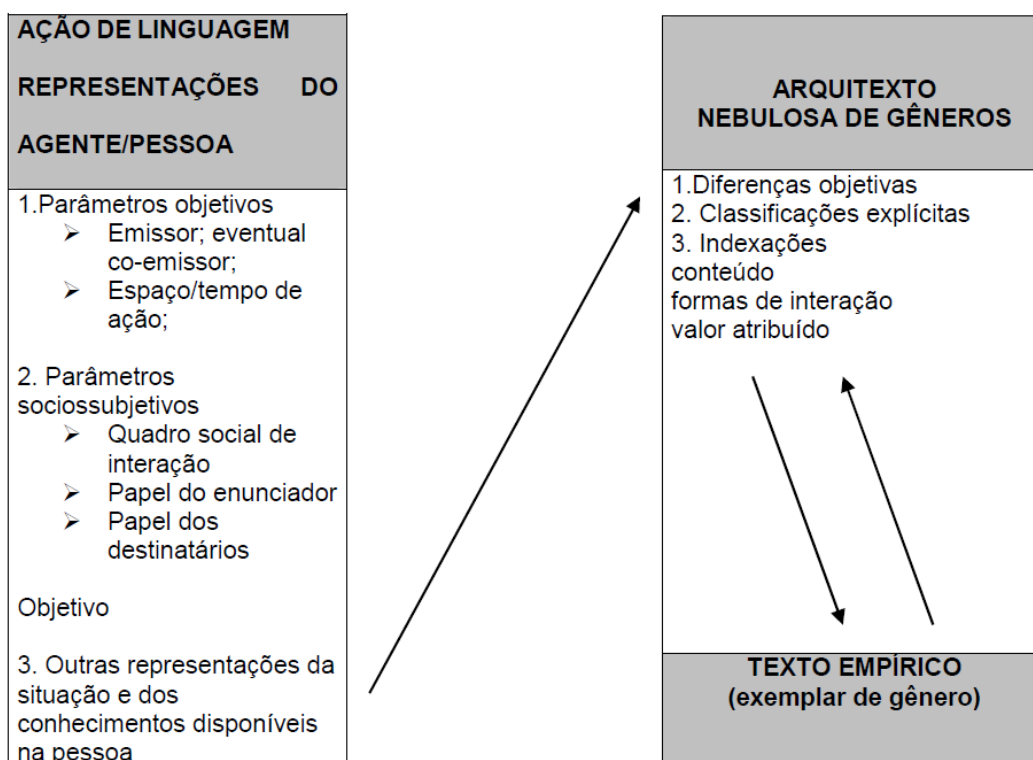 AÇÃO DE LINGUAGEM
REPRESENTAÇÕES DO
AGENTE/PESSOA
1.Parâmetros objetivos
➢ Emissor; eventual
co-emissor;
➢ Espaço/tempo de
ação;
2. Parâmetros
sociossubjetivos
➢ Quadro social de
interação
➢ Papel do enunciador
➢ Papel dos
destinatários
Objetivo
3. Outras representações da
situação e dos
conhecimentos disponíveis
na pessoa
ARQUITEXTO
NEBULOSA DE GÊNEROS
1.Diferenças objetivas
2. Classificações explícitas
3. Indexações
conteúdo
formas de interação
valor atribuído
TEXTO EMPÍRICO
(exemplar de gênero)